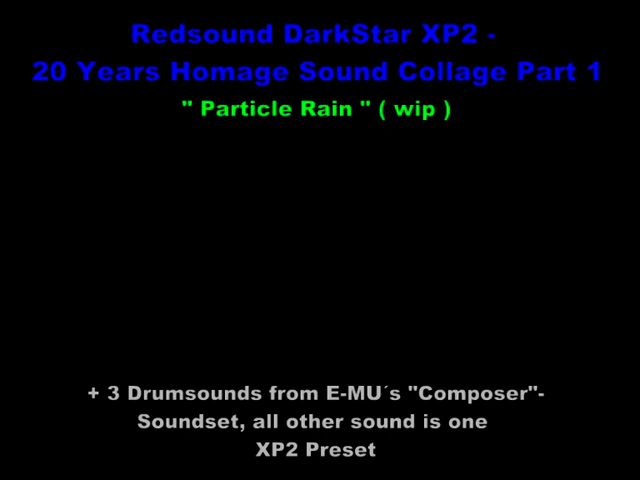 Redsound DarkStar XP2 -
20 Years Homage Sound Collage Part 1
" Particle Rain " ( wip )
+ 3 Drumsounds from E-MU´s "Composer"-
Soundset, all other sound is one
XP2 Preset